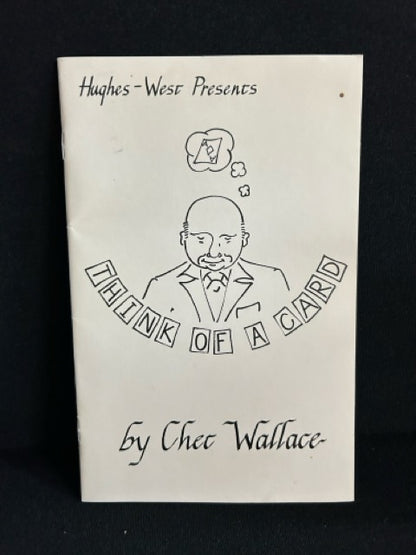 Hughes-West Presents
THINK OF A CARD
by Chet Wallace